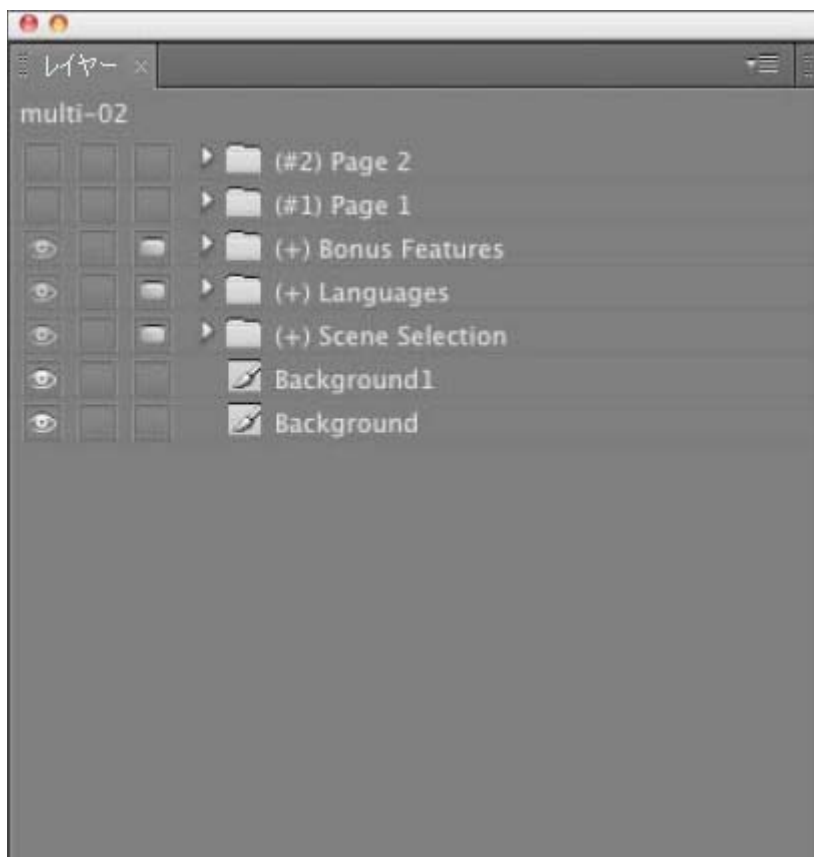 レイヤー
multi-02
(#2) Page 2
(#1) Page 1
(+) Bonus Features
(+) Languages
(+) Scene Selection
Background1
Background